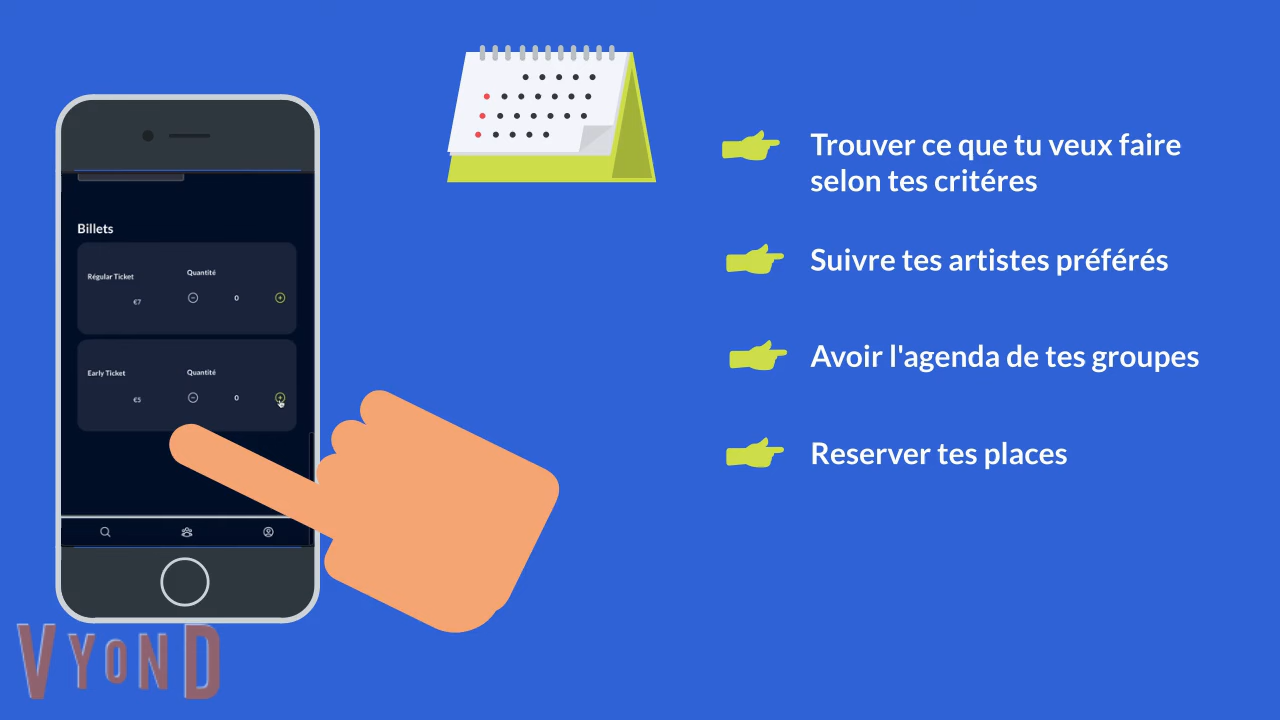 Billets
Régular Ticket
Quantité
€7
0
Early Ticket
Quantité
€5
0
Trouver ce que tu veux faire
selon tes critéres
Suivre tes artistes préférés
Avoir l'agenda de tes groupes
Reserver tes places
VYOND